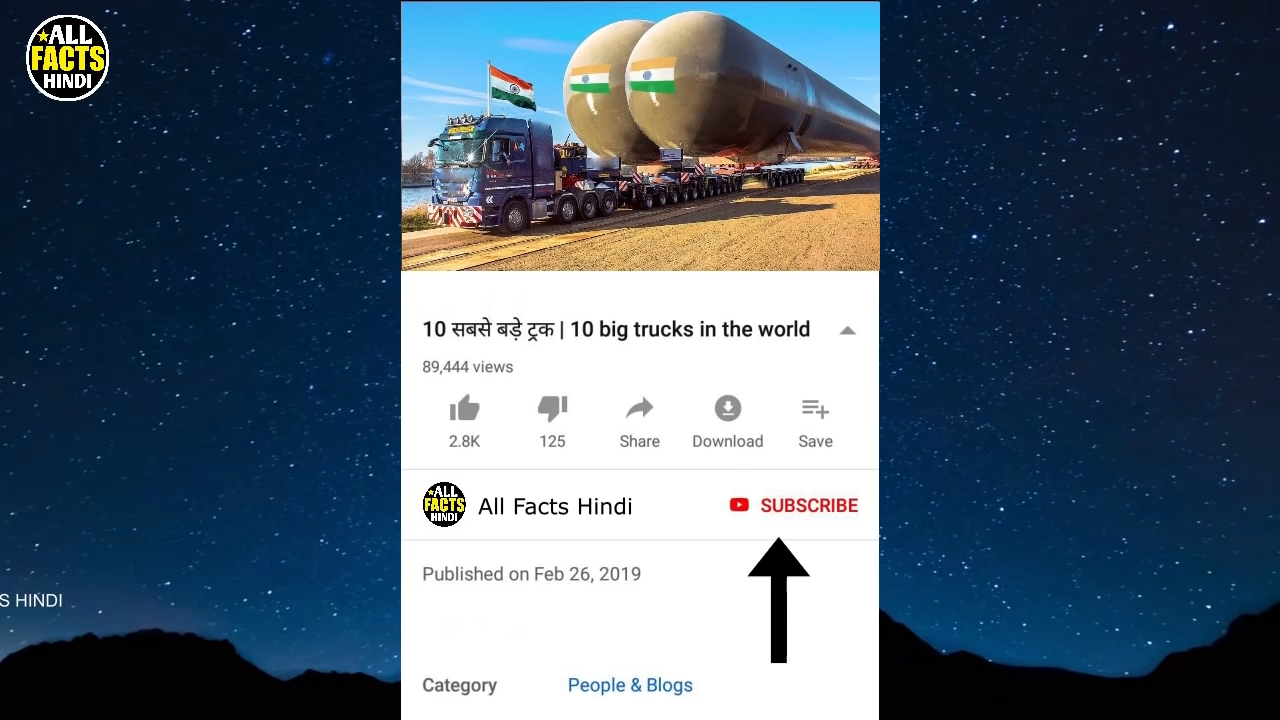 ALL
FACTS
HINDI
10 सबसे बड़े ट्रक | 10 big trucks in the world
89,444 views
2.8K
125
Share
Download
Save
ALL
FACTS
HINDI
All Facts Hindi
SUBSCRIBE
Published on Feb 26, 2019
S HINDI
Category
People & Blogs